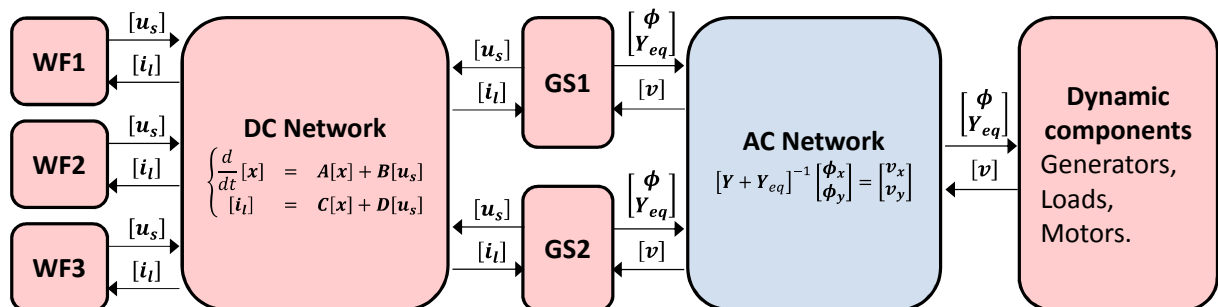 WF1
[u_s]
[i_l]
WF2
[u_s]
[i_l]
WF3
[u_s]
[i_l]
DC Network
{ d/dt [x] = A[x] + B[u_s]
[i_l] = C[x] + D[u_s]
[u_s]
[i_l]
GS1
[ϕ
Y_eq]
[v]
[u_s]
[i_l]
GS2
[ϕ
Y_eq]
[v]
AC Network
[Y + Y_eq]^-1 [ϕ_x ϕ_y] = [v_x v_y]
[ϕ
Y_eq]
[v]
Dynamic
components
Generators,
Loads,
Motors.